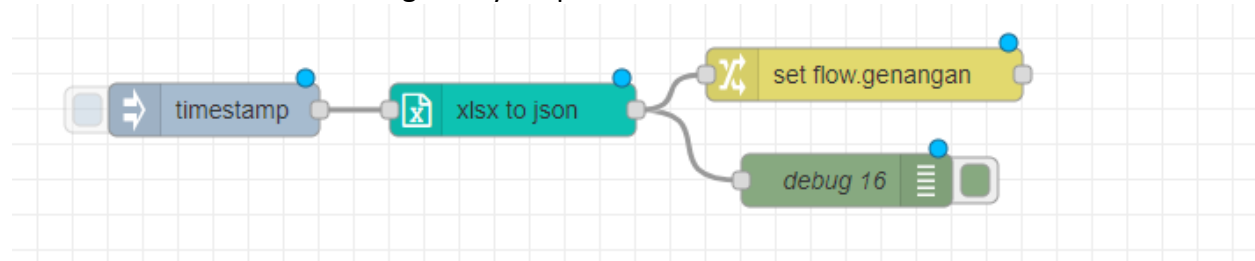 timestamp
xlsx to json
set flow.genangan
debug 16